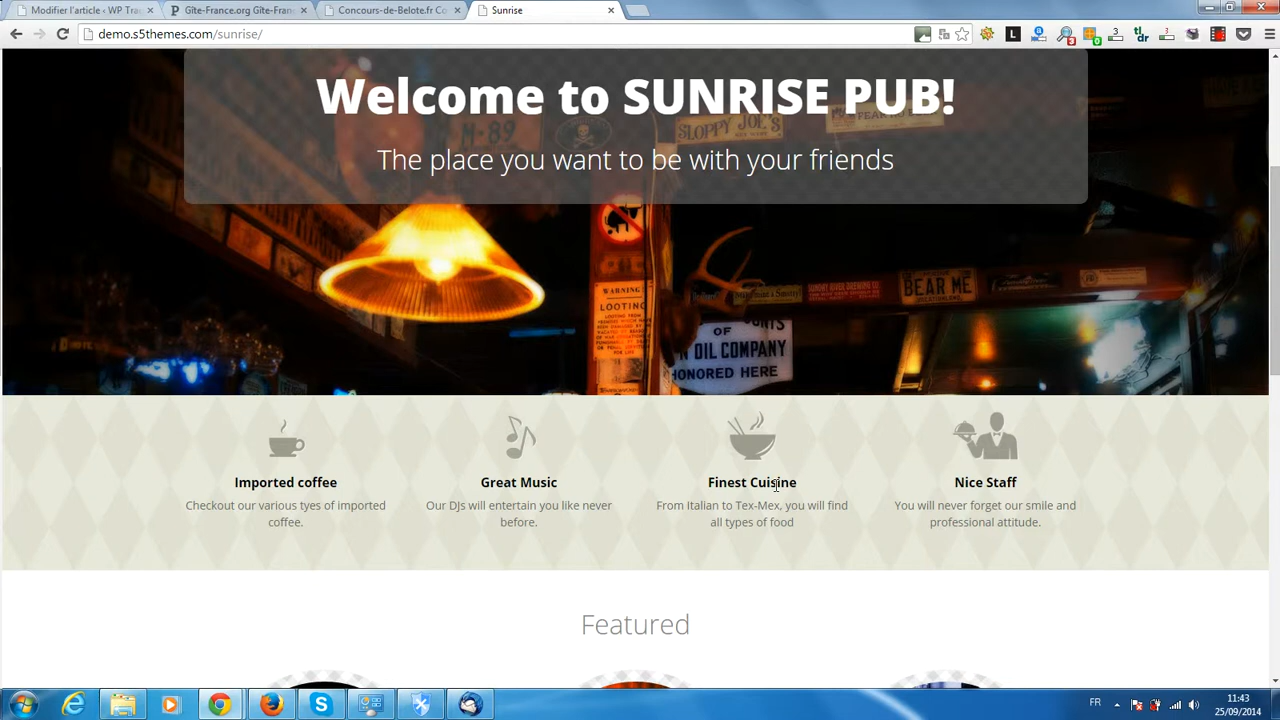 Modifier l'article ‹ WP Tra
Gîte-France.org Gîte-Fran
Concours-de-Belote.fr Co
Sunrise
demo.s5themes.com/sunrise/
Welcome to SUNRISE PUB!
The place you want to be with your friends
M-89
SLOPPY JOE'S
WARNING
LOOTING
BEAR ME
OF
N OIL COMPANY
HONORED HERE
Imported coffee
Checkout our various tyes of imported
coffee.
Great Music
Our DJs will entertain you like never
before.
Finest Cuisine
From Italian to Tex-Mex, you will find
all types of food
Nice Staff
You will never forget our smile and
professional attitude.
Featured
FR
11:43
25/09/2014